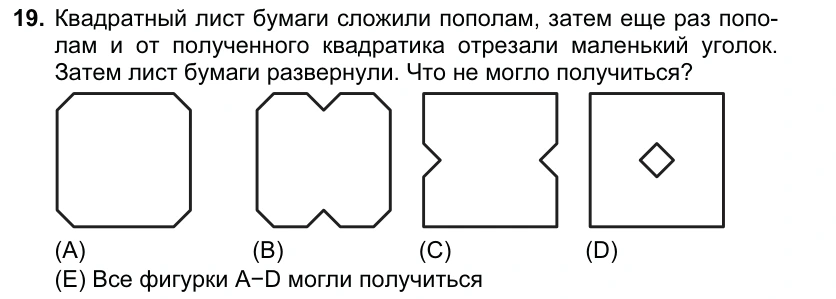 19. Квадратный лист бумаги сложили пополам, затем еще раз попо-
лам и от полученного квадратика отрезали маленький уголок.
Затем лист бумаги развернули. Что не могло получиться?
(A) (B) (C) (D)
(E) Все фигурки A−D могли получиться